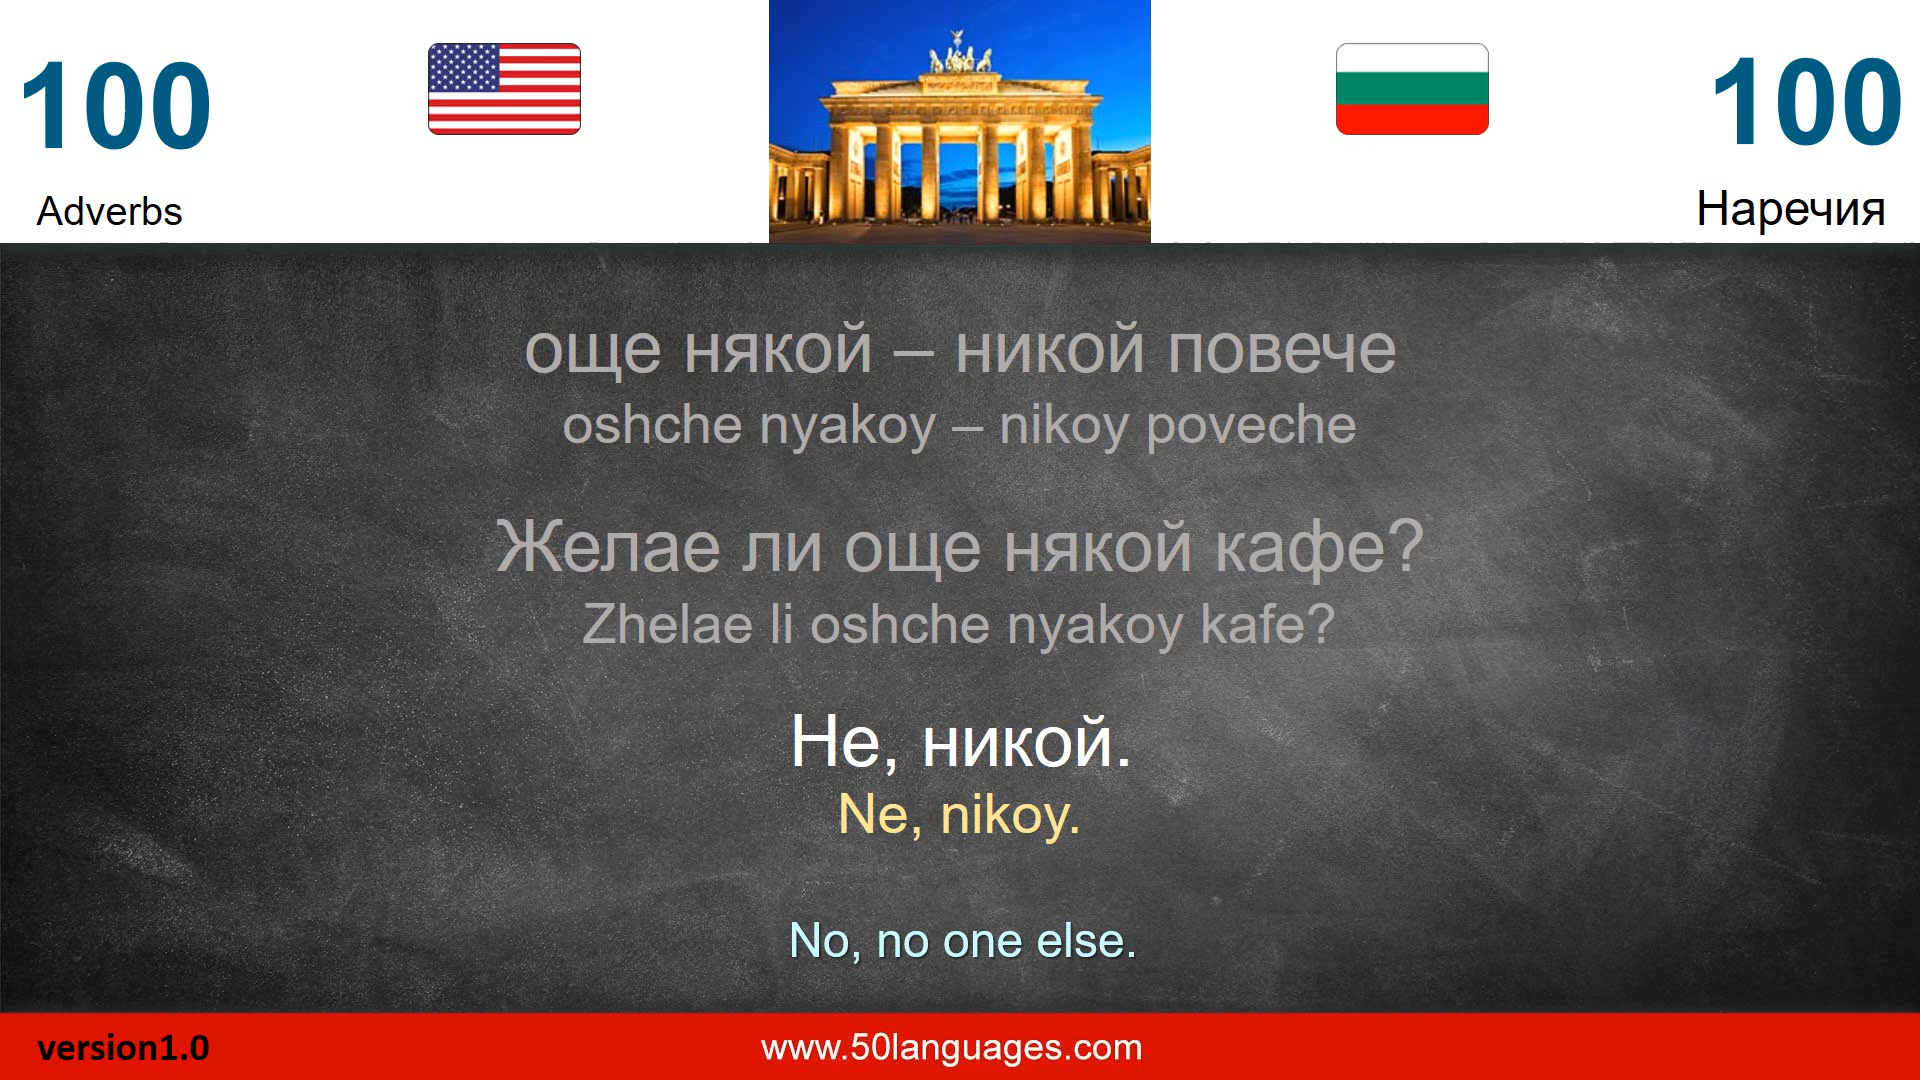 100
100
Adverbs
Наречия
още някой – никой повече
oshche nyakoy – nikoy poveche
Желае ли още някой кафе?
Zhelae li oshche nyakoy kafe?
Не, никой.
Ne, nikoy.
No, no one else.
version1.0
www.50languages.com